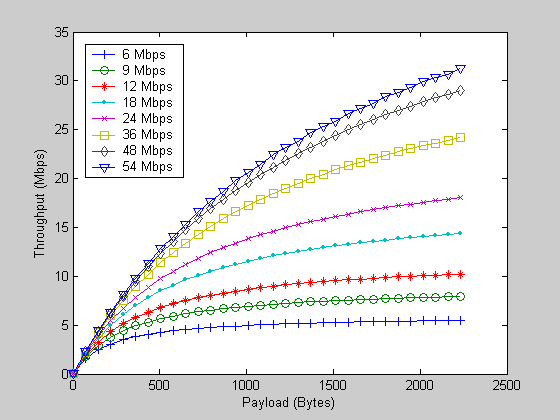 35
30
25
20
15
10
5
0
Throughput (Mbps)
6 Mbps
9 Mbps
12 Mbps
18 Mbps
24 Mbps
36 Mbps
48 Mbps
54 Mbps
0 500 1000 1500 2000 2500
Payload (Bytes)